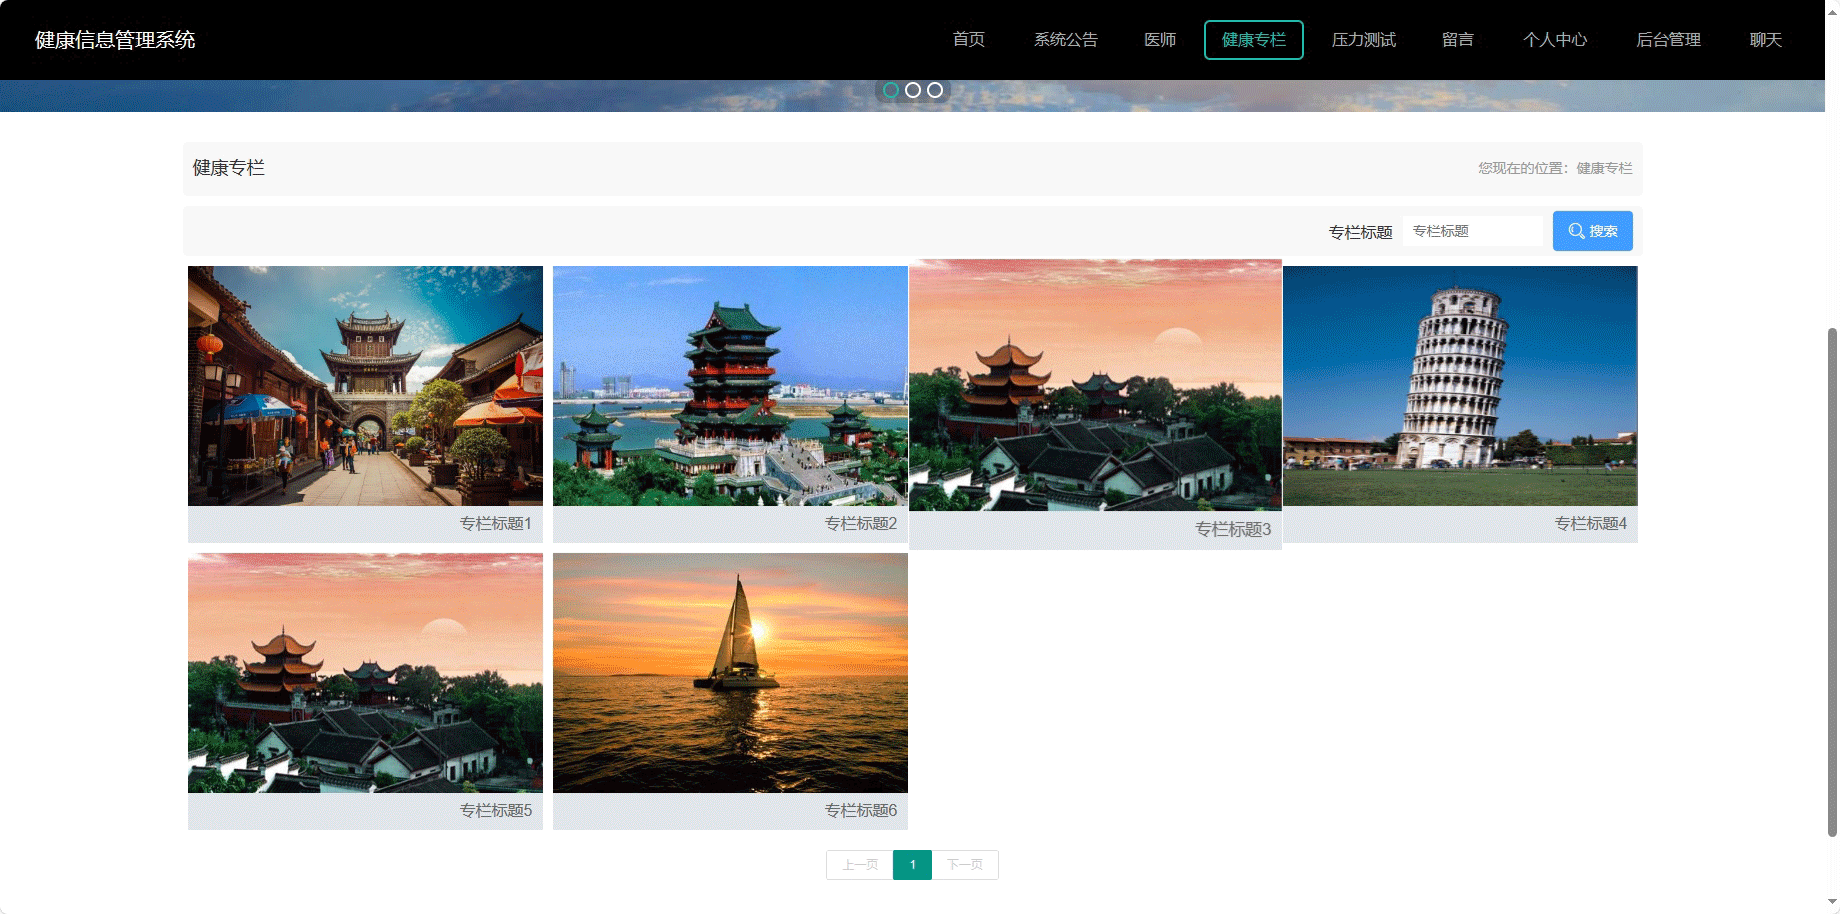 健康信息管理系统
首页 系统公告 医师 健康专栏 压力测试 留言 个人中心 后台管理 聊天
健康专栏
您现在的位置：健康专栏
专栏标题 专栏标题 搜索
专栏标题1
专栏标题2
专栏标题3
专栏标题4
专栏标题5
专栏标题6
上一页 1 下一页